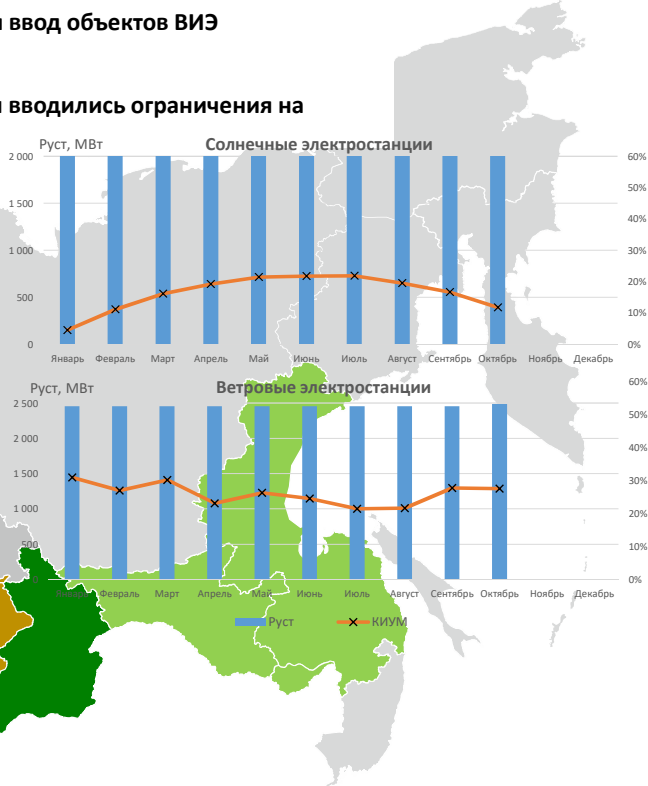 ввод объектов ВИЭ
вводились ограничения на
Руст, МВт
Солнечные электростанции
2 000
60%
50%
1 500
40%
1 000
30%
20%
500
10%
0
0%
Январь Февраль Март Апрель Май Июнь Июль Август Сентябрь Октябрь Ноябрь Декабрь
Руст, МВт
Ветровые электростанции
60%
2 500
50%
2 000
40%
1 500
30%
1 000
20%
500
10%
0
0%
Январь Февраль Март Апрель Май Июнь Июль Август Сентябрь Октябрь Ноябрь Декабрь
Руст КИУМ